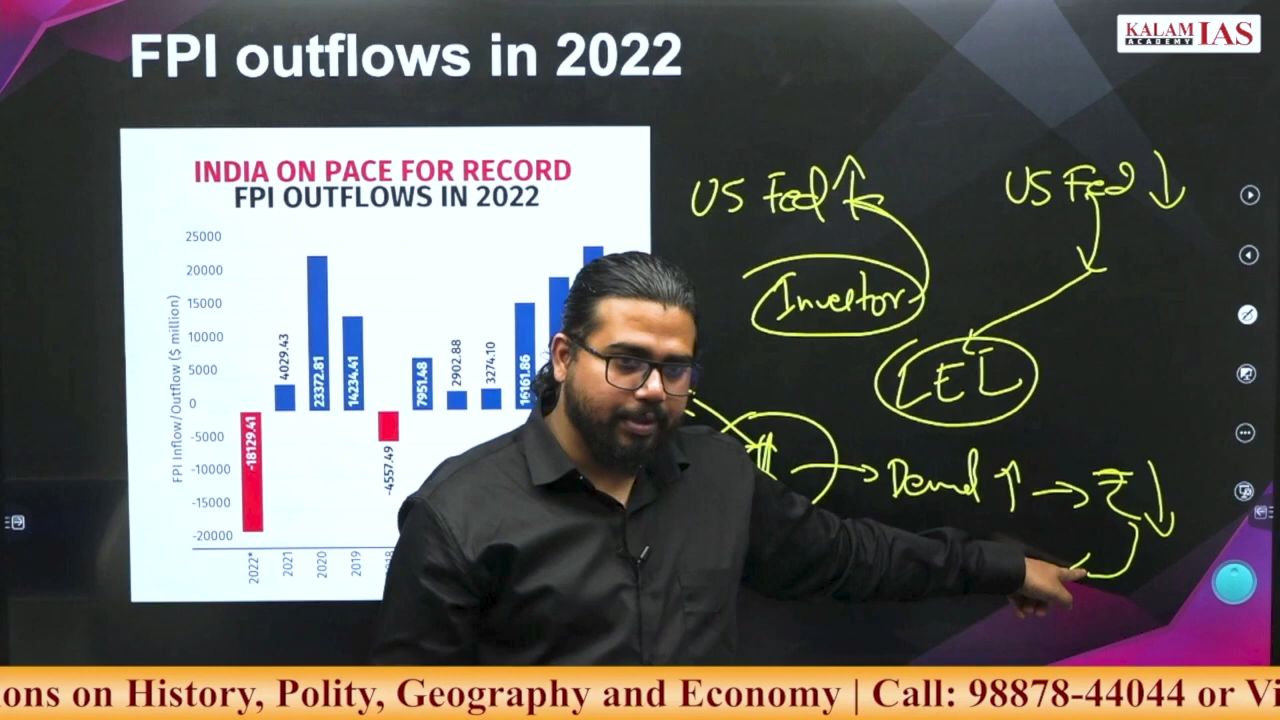 FPI outflows in 2022
KALAM
ACADEMY
IAS
INDIA ON PACE FOR RECORD
FPI OUTFLOWS IN 2022
FPI Inflow/Outflow ($ million)
25000
20000
15000
10000
5000
0
-5000
-10000
-15000
-20000
-18129.41
4029.43
23372.81
14234.41
-4557.49
7951.48
2902.88
3274.10
16161.86
2022*
2021
2020
2019
US Fed ↑
US Fed ↓
Investor
$ → Demand ↑ → ₹ ↓
ons on History, Polity, Geography and Economy | Call: 98878-44044 or Vi